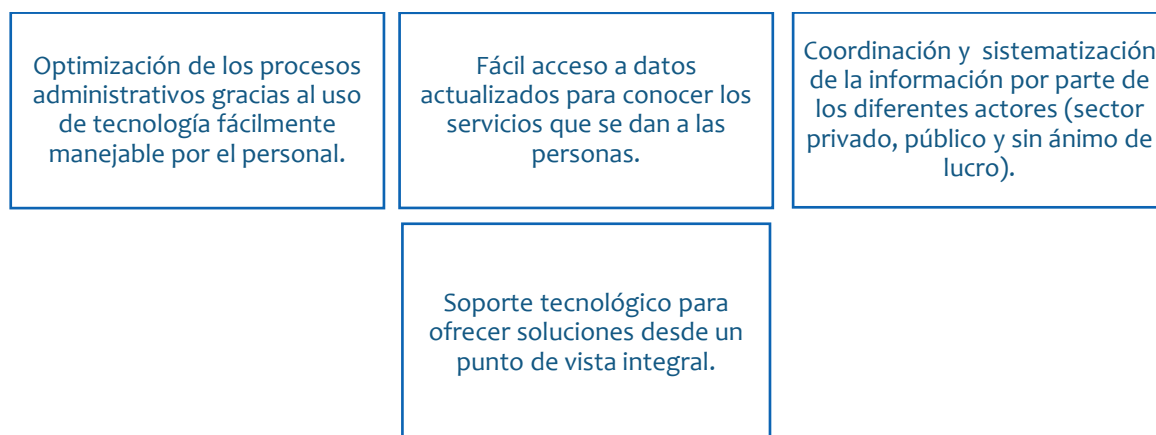 Optimización de los procesos
administrativos gracias al uso
de tecnología fácilmente
manejable por el personal.
Fácil acceso a datos
actualizados para conocer los
servicios que se dan a las
personas.
Coordinación y sistematización
de la información por parte de
los diferentes actores (sector
privado, público y sin ánimo de
lucro).
Soporte tecnológico para
ofrecer soluciones desde un
punto de vista integral.